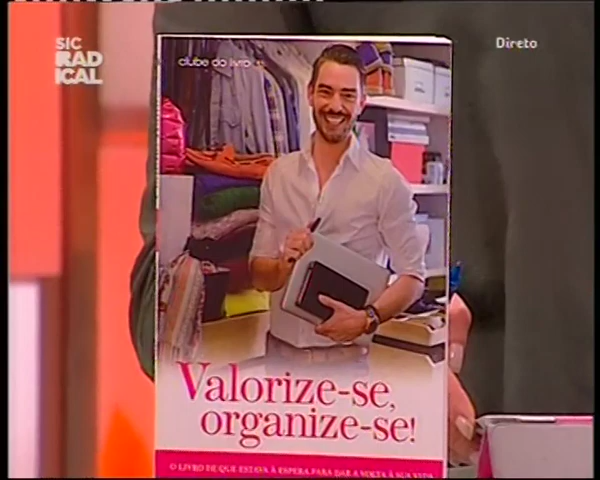 SIC
RAD
ICAL
Direto
clube do livro
Valorize-se,
organize-se!
O LIVRO DE QUE ESTAVA À ESPERA PARA DAR A VOLTA À SUA VIDA